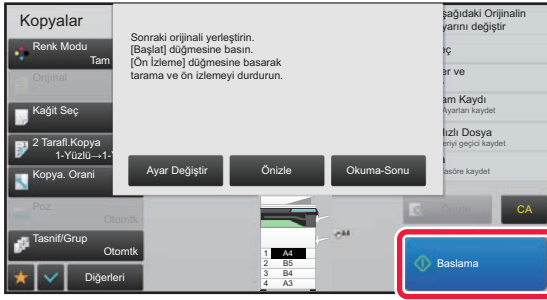 Kopyalar
Renk Modu
Tam
Orijinal
Kağit Seç
2 Tarafl.Kopya
1-Yüzlü→1-
Kopya. Orani
Poz
Otomtk
Tasnif/Grup
Otomtk
Diğerleri
Sonraki orijinali yerleştirin.
[Başlat] düğmesine basın.
[Ön İzleme] düğmesine basarak
tarama ve ön izlemeyi durdurun.
Ayar Değiştir
Önizle
Okuma-Sonu
A4
1 A4
2 B5
3 B4
4 A3
şağıdaki Orijinalin
yarını değiştir
eç
er ve
am Kaydı
Ayarları kaydet
ızlı Dosya
eriyi geçici kaydet
asöre kaydet
CA
Baslama